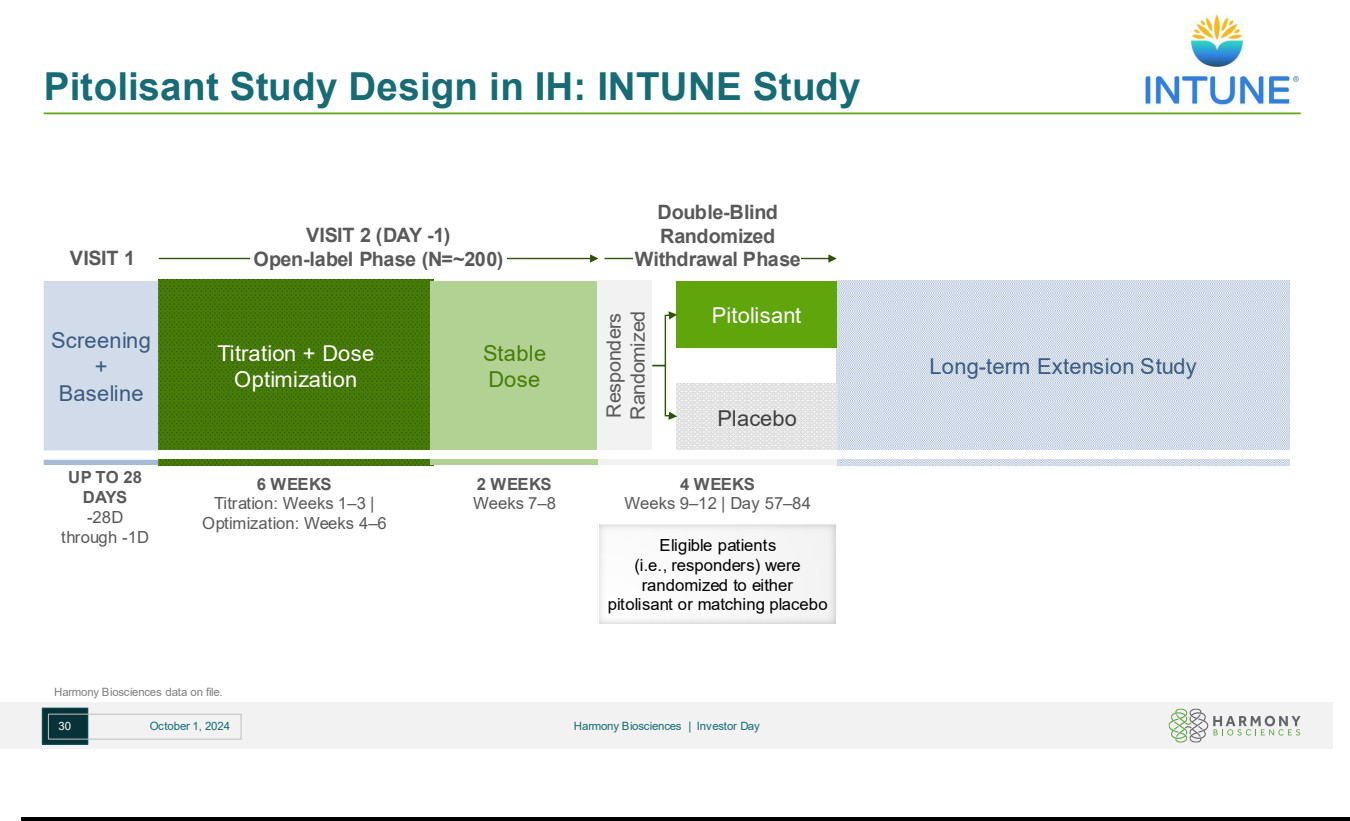 INTUNE®
Pitolisant Study Design in IH: INTUNE Study
VISIT 1
VISIT 2 (DAY -1)
Open-label Phase (N=~200)
Double-Blind
Randomized
Withdrawal Phase
Screening
+
Baseline
Titration + Dose
Optimization
Stable
Dose
Responders
Randomized
Pitolisant
Placebo
Long-term Extension Study
UP TO 28
DAYS
-28D
through -1D
6 WEEKS
Titration: Weeks 1–3 |
Optimization: Weeks 4–6
2 WEEKS
Weeks 7–8
4 WEEKS
Weeks 9–12 | Day 57–84
Eligible patients
(i.e., responders) were
randomized to either
pitolisant or matching placebo
Harmony Biosciences data on file.
30
October 1, 2024
Harmony Biosciences | Investor Day
HARMONY
BIOSCIENCES